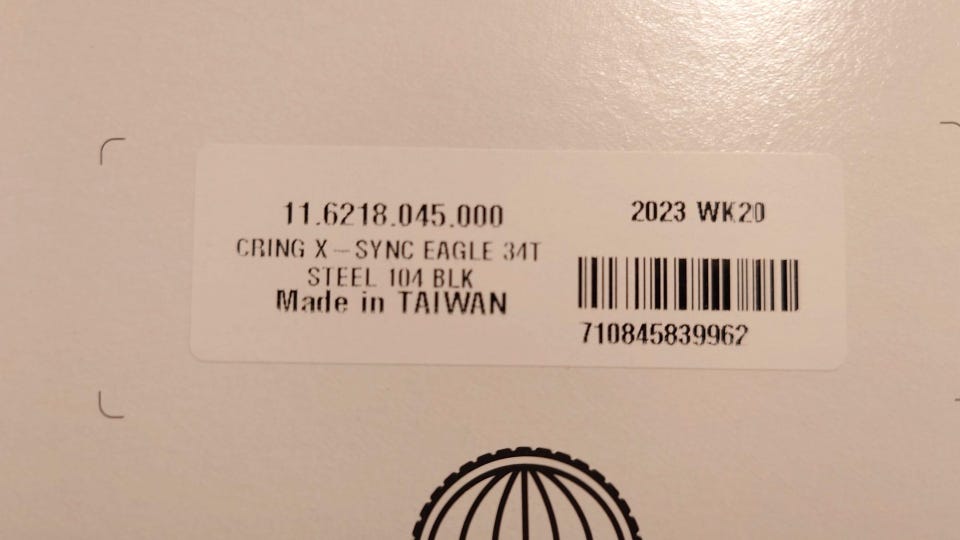 11.6218.045.000
CRING X-SYNC EAGLE 34T
STEEL 104 BLK
Made in TAIWAN
2023 WK20
710845839962